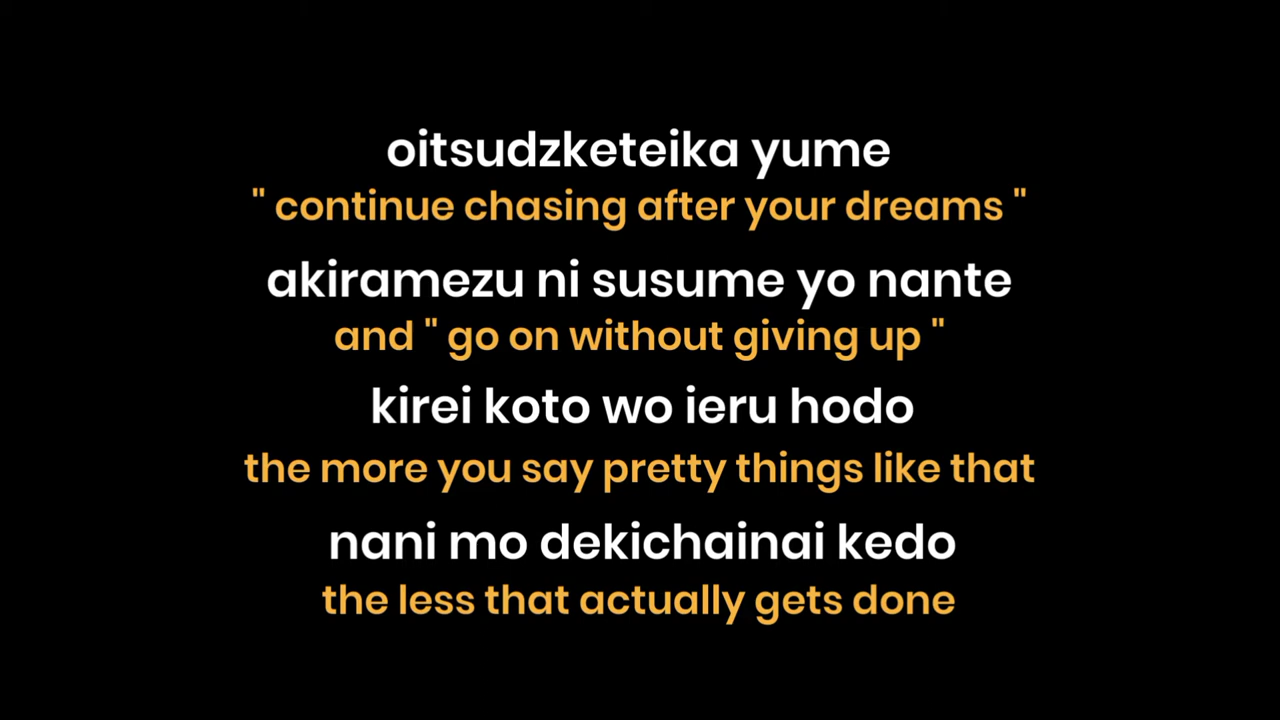 oitsudzketeika yume
" continue chasing after your dreams "
akiramezu ni susume yo nante
and " go on without giving up "
kirei koto wo ieru hodo
the more you say pretty things like that
nani mo dekichainai kedo
the less that actually gets done